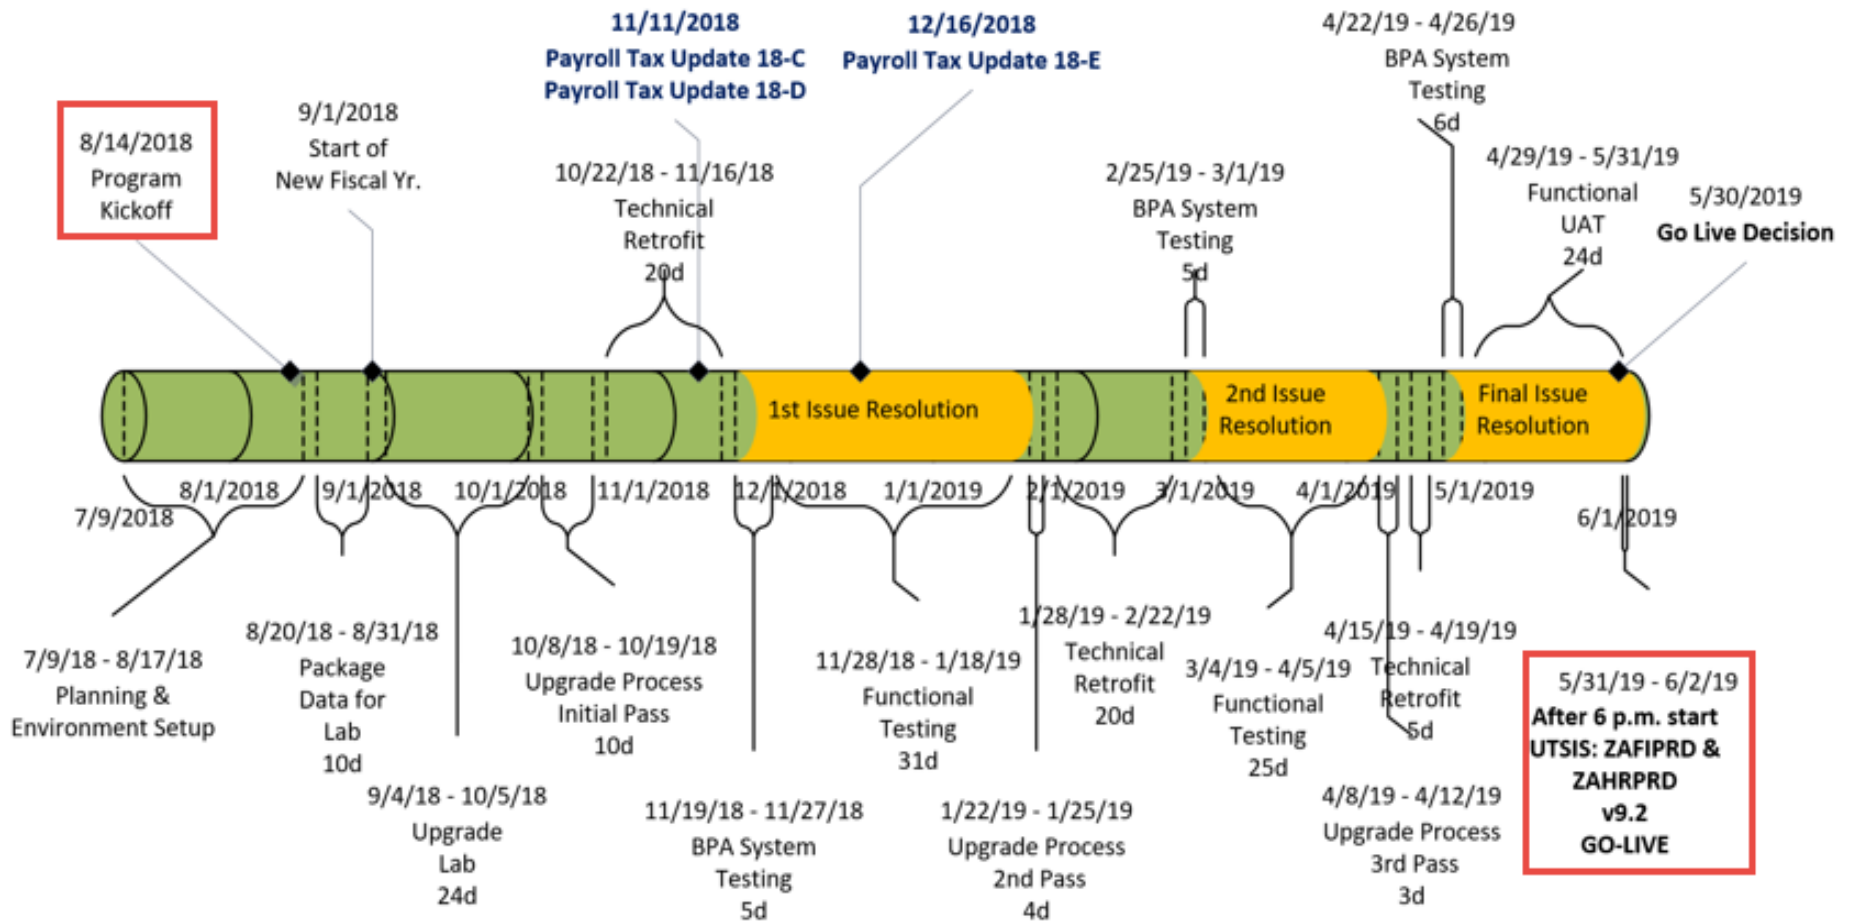 11/11/2018
Payroll Tax Update 18-C
Payroll Tax Update 18-D
12/16/2018
Payroll Tax Update 18-E
4/22/19 - 4/26/19
BPA System
Testing
6d
8/14/2018
Program
Kickoff
9/1/2018
Start of
New Fiscal Yr.
10/22/18 - 11/16/18
Technical
Retrofit
20d
2/25/19 - 3/1/19
BPA System
Testing
5d
4/29/19 - 5/31/19
Functional
UAT
24d
5/30/2019
Go Live Decision
1st Issue Resolution
2nd Issue
Resolution
Final Issue
Resolution
7/9/2018
8/1/2018
9/1/2018
10/1/2018
11/1/2018
12/1/2018
1/1/2019
2/1/2019
3/1/2019
4/1/2019
5/1/2019
6/1/2019
7/9/18 - 8/17/18
Planning &
Environment Setup
8/20/18 - 8/31/18
Package
Data for
Lab
10d
9/4/18 - 10/5/18
Upgrade
Lab
24d
10/8/18 - 10/19/18
Upgrade Process
Initial Pass
10d
11/19/18 - 11/27/18
BPA System
Testing
5d
11/28/18 - 1/18/19
Functional
Testing
31d
1/22/19 - 1/25/19
Upgrade Process
2nd Pass
4d
1/28/19 - 2/22/19
Technical
Retrofit
20d
3/4/19 - 4/5/19
Functional
Testing
25d
4/8/19 - 4/12/19
Upgrade Process
3rd Pass
3d
4/15/19 - 4/19/19
Technical
Retrofit
5d
5/31/19 - 6/2/19
After 6 p.m. start
UTSIS: ZAFIPRD &
ZAHRPRD
v9.2
GO-LIVE